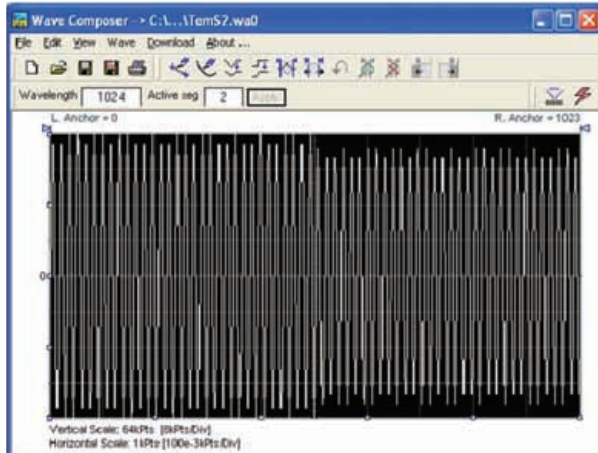 Wave Composer -> C:\...\TemS2.wa0
File Edit View Wave Download About ...
Wavelength 1024 Active seg 2
L. Anchor = 0 R. Anchor = 1023
0
Vertical Scale: 64kPts [8kPts/Div]
Horizontal Scale: 1kPts [100e-3kPts/Div]